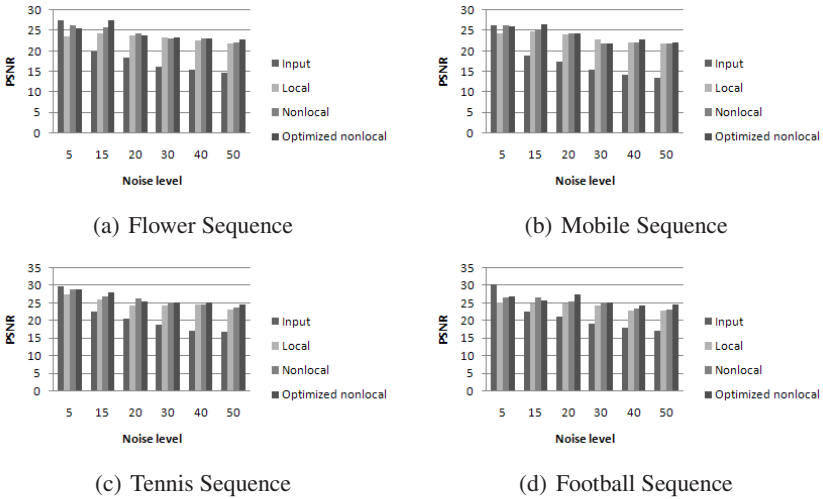 30
25
20
15
10
5
0
PSNR
5 15 20 30 40 50
Noise level
Input
Local
Nonlocal
Optimized nonlocal
(a) Flower Sequence
30
25
20
15
10
5
0
PSNR
5 15 20 30 40 50
Noise level
Input
Local
Nonlocal
Optimized nonlocal
(b) Mobile Sequence
35
30
25
20
15
10
5
0
PSNR
5 15 20 30 40 50
Noise level
Input
Local
Nonlocal
Optimized nonlocal
(c) Tennis Sequence
35
30
25
20
15
10
5
0
PSNR
5 15 20 30 40 50
Noise level
Input
Local
Nonlocal
Optimized nonlocal
(d) Football Sequence